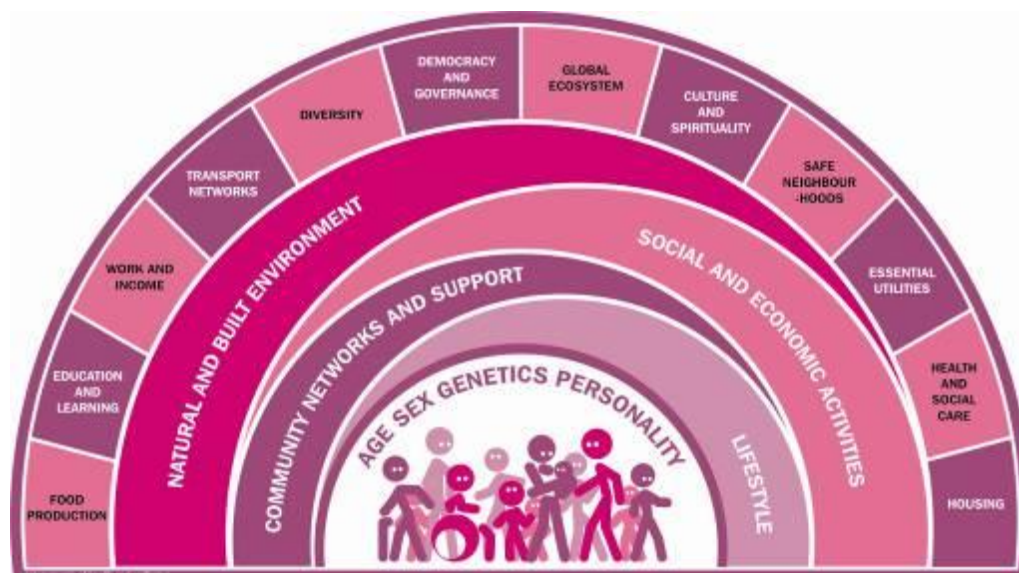 FOOD
PRODUCTION
EDUCATION
AND
LEARNING
WORK AND
INCOME
TRANSPORT
NETWORKS
DIVERSITY
DEMOCRACY
AND
GOVERNANCE
GLOBAL
ECOSYSTEM
CULTURE
AND
SPIRITUALITY
SAFE
NEIGHBOUR
-HOODS
ESSENTIAL
UTILITIES
HEALTH
AND
SOCIAL
CARE
HOUSING
NATURAL AND BUILT ENVIRONMENT
SOCIAL AND ECONOMIC ACTIVITIES
COMMUNITY NETWORKS AND SUPPORT
LIFESTYLE
AGE SEX GENETICS PERSONALITY